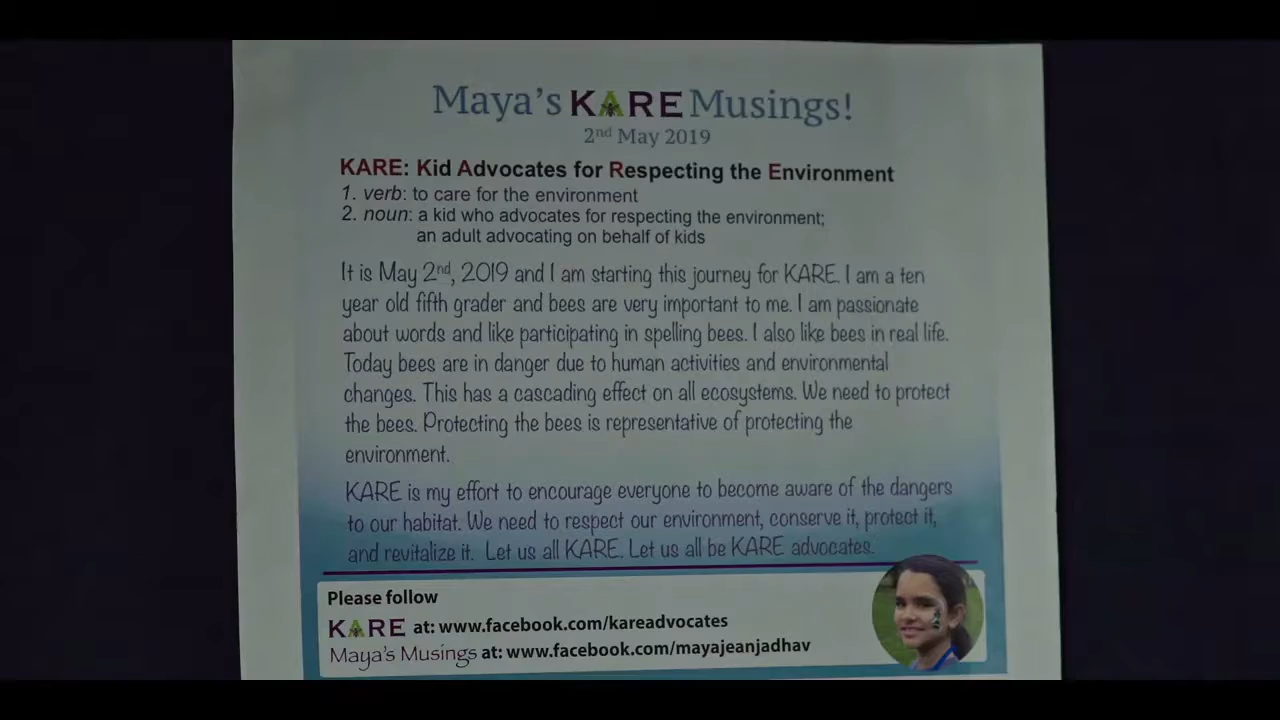 Maya's KARE Musings!
2nd May 2019
KARE: Kid Advocates for Respecting the Environment
1. verb: to care for the environment
2. noun: a kid who advocates for respecting the environment;
an adult advocating on behalf of kids
It is May 2nd, 2019 and I am starting this journey for KARE. I am a ten
year old fifth grader and bees are very important to me. I am passionate
about words and like participating in spelling bees. I also like bees in real life.
Today bees are in danger due to human activities and environmental
changes. This has a cascading effect on all ecosystems. We need to protect
the bees. Protecting the bees is representative of protecting the
environment.
KARE is my effort to encourage everyone to become aware of the dangers
to our habitat. We need to respect our environment, conserve it, protect it,
and revitalize it. Let us all KARE. Let us all be KARE advocates.
Please follow
KARE at: www.facebook.com/kareadvocates
Maya's Musings at: www.facebook.com/mayajeanjadhav